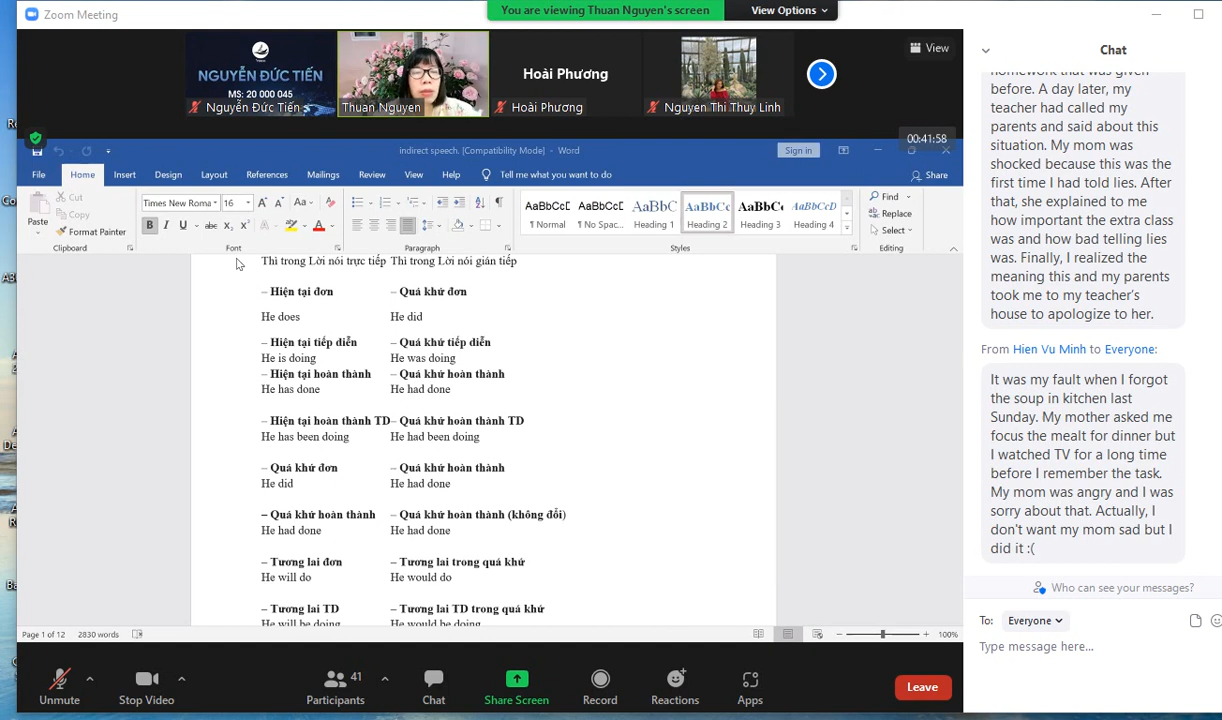 Zoom Meeting
You are viewing Thuan Nguyen's screen
View Options
NGUYỄN ĐỨC TIẾN
MS: 20 000 045
Nguyễn Đức Tiến
Thuan Nguyen
Hoài Phương
Hoài Phương
Nguyen Thi Thuy Linh
View
00:41:58
indirect speech. [Compatibility Mode] - Word
Sign in
File Home Insert Design Layout References Mailings Review View Help Tell me what you want to do
Share
Paste
Cut
Copy
Format Painter
Clipboard
Times New Roma 16
Font
Paragraph
AaBbCcD AaBbCcD AaBbC AaBbCc AaBbCc AaBbCcD
¶ Normal ¶ No Spac... Heading 1 Heading 2 Heading 3 Heading 4
Styles
Find
Replace
Select
Editing
Thì trong Lời nói trực tiếp Thì trong Lời nói gián tiếp
– Hiện tại đơn – Quá khứ đơn
He does He did
– Hiện tại tiếp diễn – Quá khứ tiếp diễn
He is doing He was doing
– Hiện tại hoàn thành – Quá khứ hoàn thành
He has done He had done
– Hiện tại hoàn thành TD– Quá khứ hoàn thành TD
He has been doing He had been doing
– Quá khứ đơn – Quá khứ hoàn thành
He did He had done
– Quá khứ hoàn thành – Quá khứ hoàn thành (không đổi)
He had done He had done
– Tương lai đơn – Tương lai trong quá khứ
He will do He would do
– Tương lai TD – Tương lai TD trong quá khứ
He will be doing He would be doing
Page 1 of 12 2830 words
100%
Unmute
Stop Video
Participants 41
Chat
Share Screen
Record
Reactions
Apps
Leave
Chat
homework that was given
before. A day later, my
teacher had called my
parents and said about this
situation. My mom was
shocked because this was the
first time I had told lies. After
that, she explained to me
how important the extra class
was and how bad telling lies
was. Finally, I realized the
meaning this and my parents
took me to my teacher's
house to apologize to her.
From Hien Vu Minh to Everyone:
It was my fault when I forgot
the soup in kitchen last
Sunday. My mother asked me
focus the mealt for dinner but
I watched TV for a long time
before I remember the task.
My mom was angry and I was
sorry about that. Actually, I
don't want my mom sad but I
did it :(
Who can see your messages?
To: Everyone
Type message here...